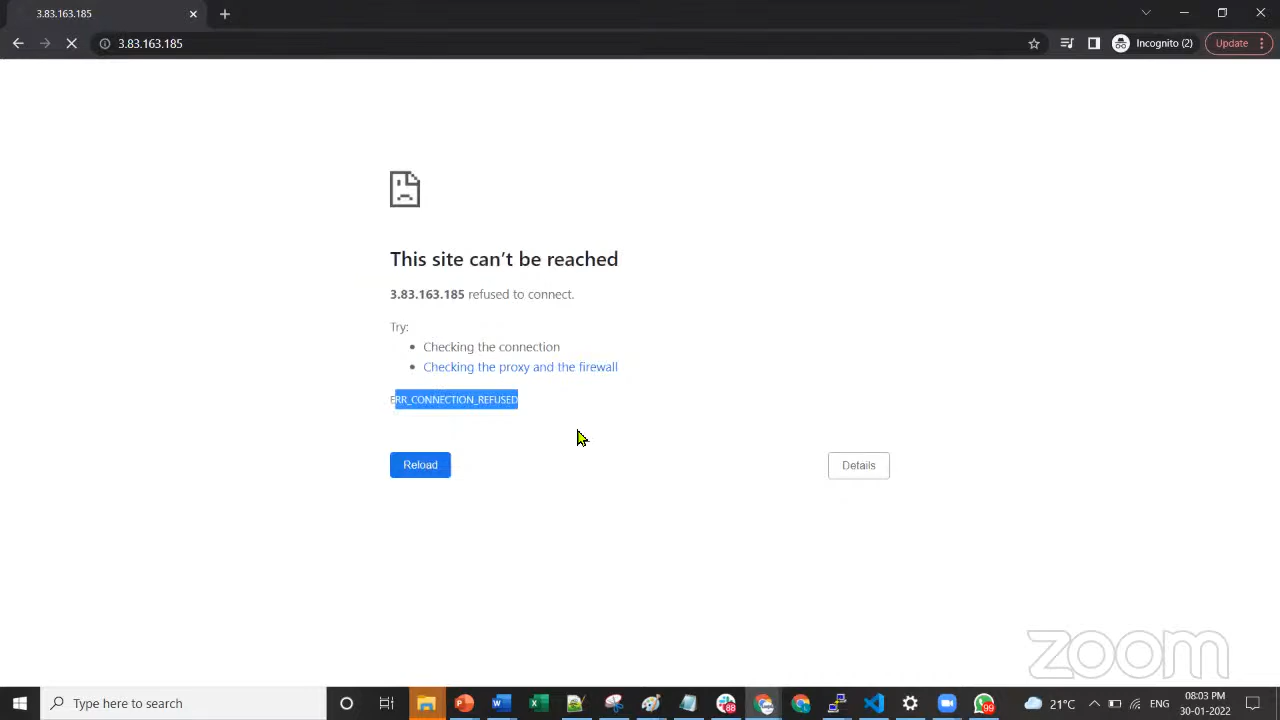 3.83.163.185
3.83.163.185
Incognito (2)
Update
This site can't be reached
3.83.163.185 refused to connect.
Try:
Checking the connection
Checking the proxy and the firewall
ERR_CONNECTION_REFUSED
Reload
Details
zoom
Type here to search
88
99
21°C
ENG
08:03 PM
30-01-2022